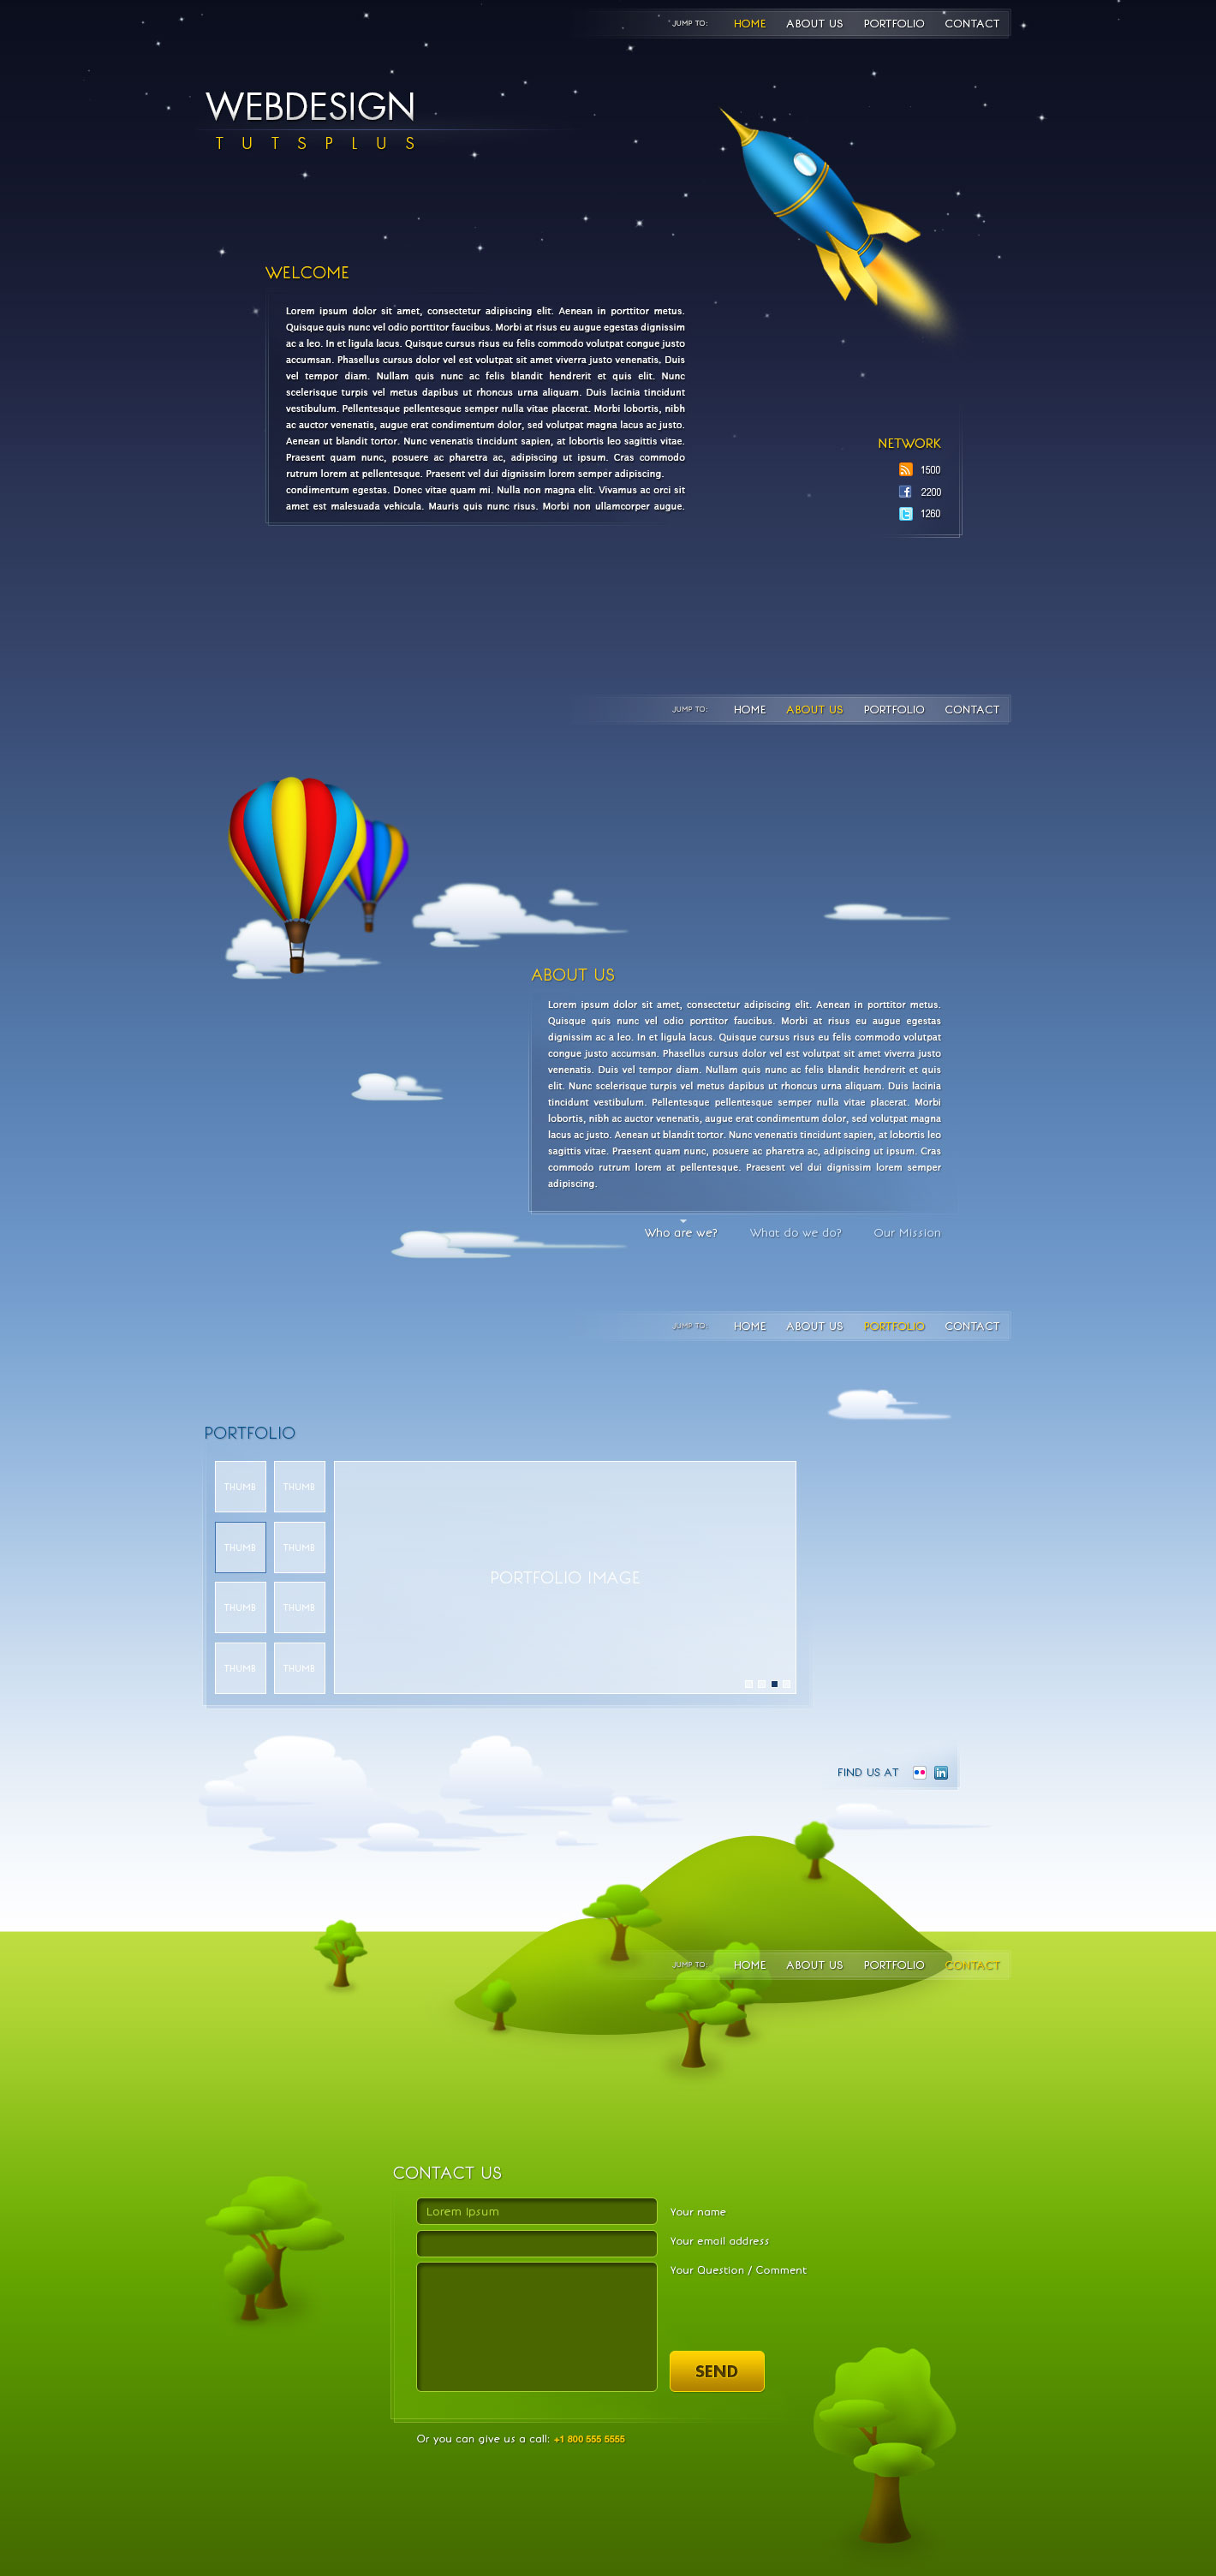 JUMP TO: HOME ABOUT US PORTFOLIO CONTACT
WEBDESIGN
TUTSPLUS
WELCOME
Lorem ipsum dolor sit amet, consectetur adipiscing elit. Aenean in porttitor metus.
Quisque quis nunc vel odio porttitor faucibus. Morbi at risus eu augue egestas dignissim
ac a leo. In et ligula lacus. Quisque cursus risus eu felis commodo volutpat congue justo
accumsan. Phasellus cursus dolor vel est volutpat sit amet viverra justo venenatis. Duis
vel tempor diam. Nullam quis nunc ac felis blandit hendrerit et quis elit. Nunc
scelerisque turpis vel metus dapibus ut rhoncus urna aliquam. Duis lacinia tincidunt
vestibulum. Pellentesque pellentesque semper nulla vitae placerat. Morbi lobortis, nibh
ac auctor venenatis, augue erat condimentum dolor, sed volutpat magna lacus ac justo.
Aenean ut blandit tortor. Nunc venenatis tincidunt sapien, at lobortis leo sagittis vitae.
Praesent quam nunc, posuere ac pharetra ac, adipiscing ut ipsum. Cras commodo
rutrum lorem at pellentesque. Praesent vel dui dignissim lorem semper adipiscing.
condimentum egestas. Donec vitae quam mi. Nulla non magna elit. Vivamus ac orci sit
amet est malesuada vehicula. Mauris quis nunc risus. Morbi non ullamcorper augue.
NETWORK
1500
2200
1260
JUMP TO: HOME ABOUT US PORTFOLIO CONTACT
ABOUT US
Lorem ipsum dolor sit amet, consectetur adipiscing elit. Aenean in porttitor metus.
Quisque quis nunc vel odio porttitor faucibus. Morbi at risus eu augue egestas
dignissim ac a leo. In et ligula lacus. Quisque cursus risus eu felis commodo volutpat
congue justo accumsan. Phasellus cursus dolor vel est volutpat sit amet viverra justo
venenatis. Duis vel tempor diam. Nullam quis nunc ac felis blandit hendrerit et quis
elit. Nunc scelerisque turpis vel metus dapibus ut rhoncus urna aliquam. Duis lacinia
tincidunt vestibulum. Pellentesque pellentesque semper nulla vitae placerat. Morbi
lobortis, nibh ac auctor venenatis, augue erat condimentum dolor, sed volutpat magna
lacus ac justo. Aenean ut blandit tortor. Nunc venenatis tincidunt sapien, at lobortis leo
sagittis vitae. Praesent quam nunc, posuere ac pharetra ac, adipiscing ut ipsum. Cras
commodo rutrum lorem at pellentesque. Praesent vel dui dignissim lorem semper
adipiscing.
Who are we? What do we do? Our Mission
JUMP TO: HOME ABOUT US PORTFOLIO CONTACT
PORTFOLIO
THUMB THUMB
THUMB THUMB
PORTFOLIO IMAGE
THUMB THUMB
THUMB THUMB
FIND US AT in
JUMP TO: HOME ABOUT US PORTFOLIO CONTACT
CONTACT US
Lorem Ipsum Your name
Your email address
Your Question / Comment
SEND
Or you can give us a call: +1 800 555 5555